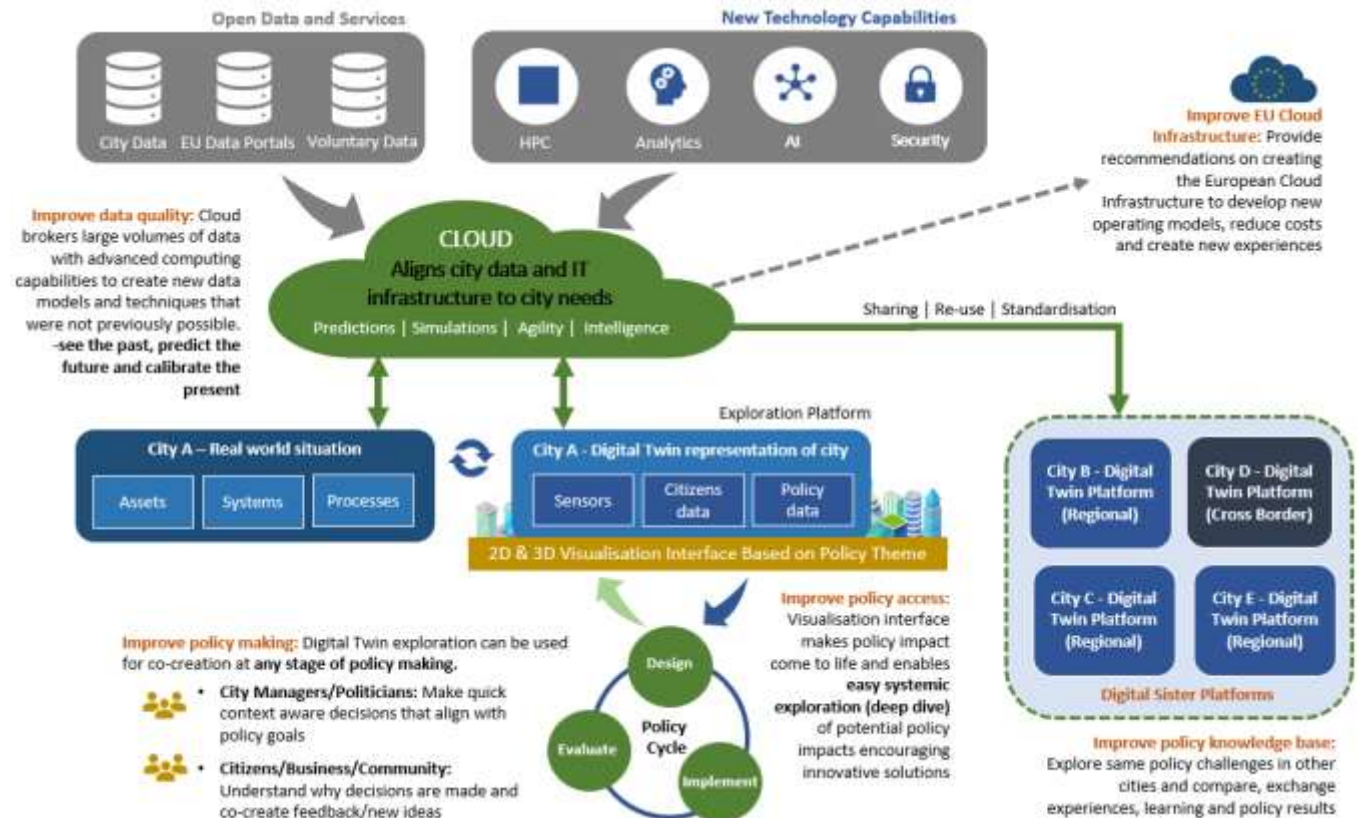 Open Data and Services
New Technology Capabilities
City Data
EU Data Portals
Voluntary Data
HPC
Analytics
AI
Security
Improve EU Cloud
Infrastructure: Provide
recommendations on creating
the European Cloud
Infrastructure to develop new
operating models, reduce costs
and create new experiences
Improve data quality: Cloud
brokers large volumes of data
with advanced computing
capabilities to create new data
models and techniques that
were not previously possible.
-see the past, predict the
future and calibrate the
present
CLOUD
Aligns city data and IT
infrastructure to city needs
Predictions | Simulations | Agility | Intelligence
Sharing | Re-use | Standardisation
Exploration Platform
City A – Real world situation
Assets
Systems
Processes
City A - Digital Twin representation of city
Sensors
Citizens
data
Policy
data
2D & 3D Visualisation Interface Based on Policy Theme
City B - Digital
Twin Platform
(Regional)
City D - Digital
Twin Platform
(Cross Border)
City C - Digital
Twin Platform
(Regional)
City E - Digital
Twin Platform
(Regional)
Digital Sister Platforms
Improve policy making: Digital Twin exploration can be used
for co-creation at any stage of policy making.
• City Managers/Politicians: Make quick
context aware decisions that align with
policy goals
• Citizens/Business/Community:
Understand why decisions are made and
co-create feedback/new ideas
Design
Policy
Cycle
Evaluate
Implement
Improve policy access:
Visualisation interface
makes policy impact
come to life and enables
easy systemic
exploration (deep dive)
of potential policy
impacts encouraging
innovative solutions
Improve policy knowledge base:
Explore same policy challenges in other
cities and compare, exchange
experiences, learning and policy results